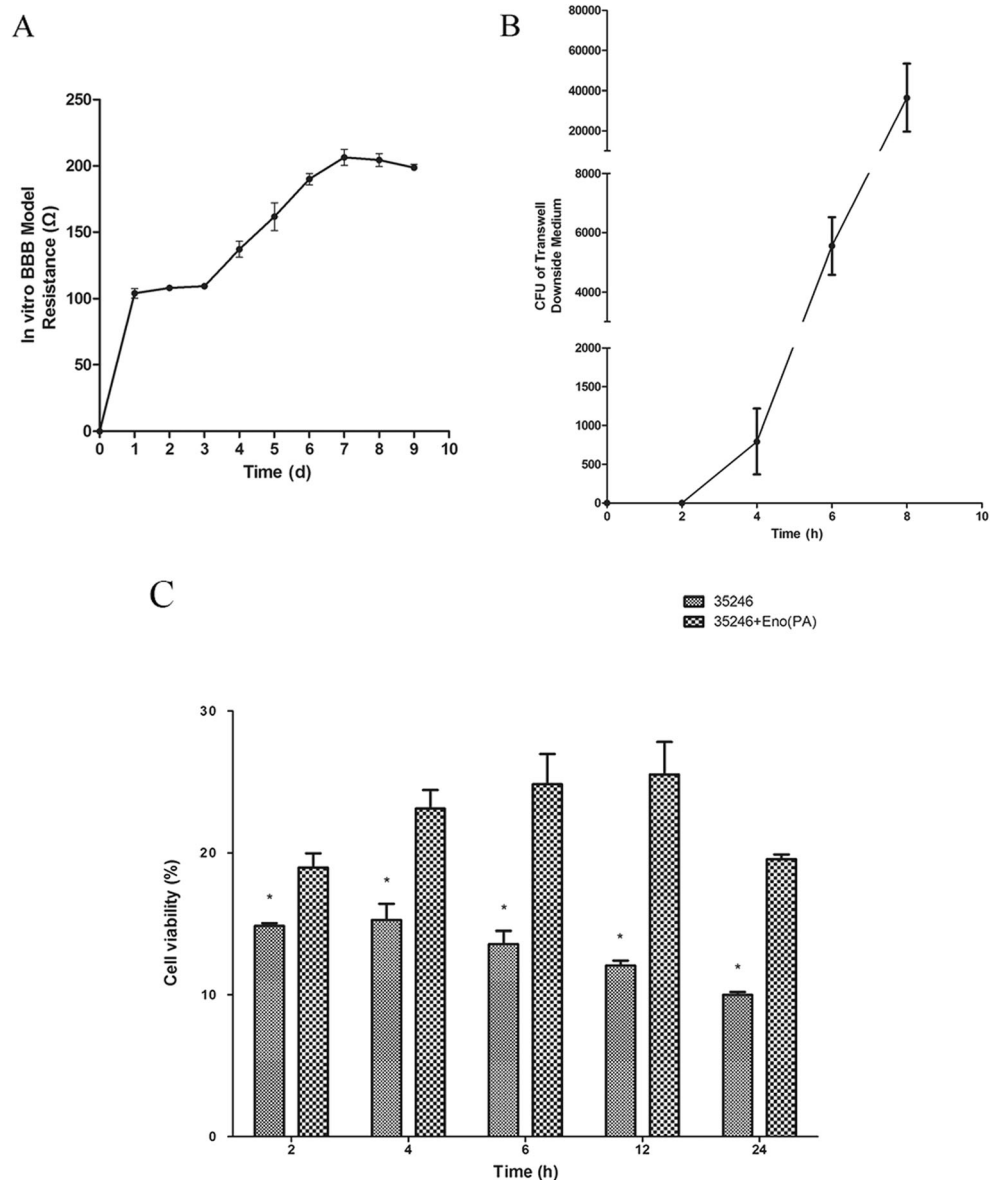 A
In vitro BBB Model
Resistance (Ω)
250
200
150
100
50
0
0 1 2 3 4 5 6 7 8 9 10
Time (d)
B
CFU of Transwell
Downside Medium
80000
60000
40000
20000
8000
6000
4000
2000
1500
1000
500
0
0 2 4 6 8 10
Time (h)
C
35246
35246+Eno(PA)
Cell viability (%)
30
20
10
0
* * * * *
2 4 6 12 24
Time (h)